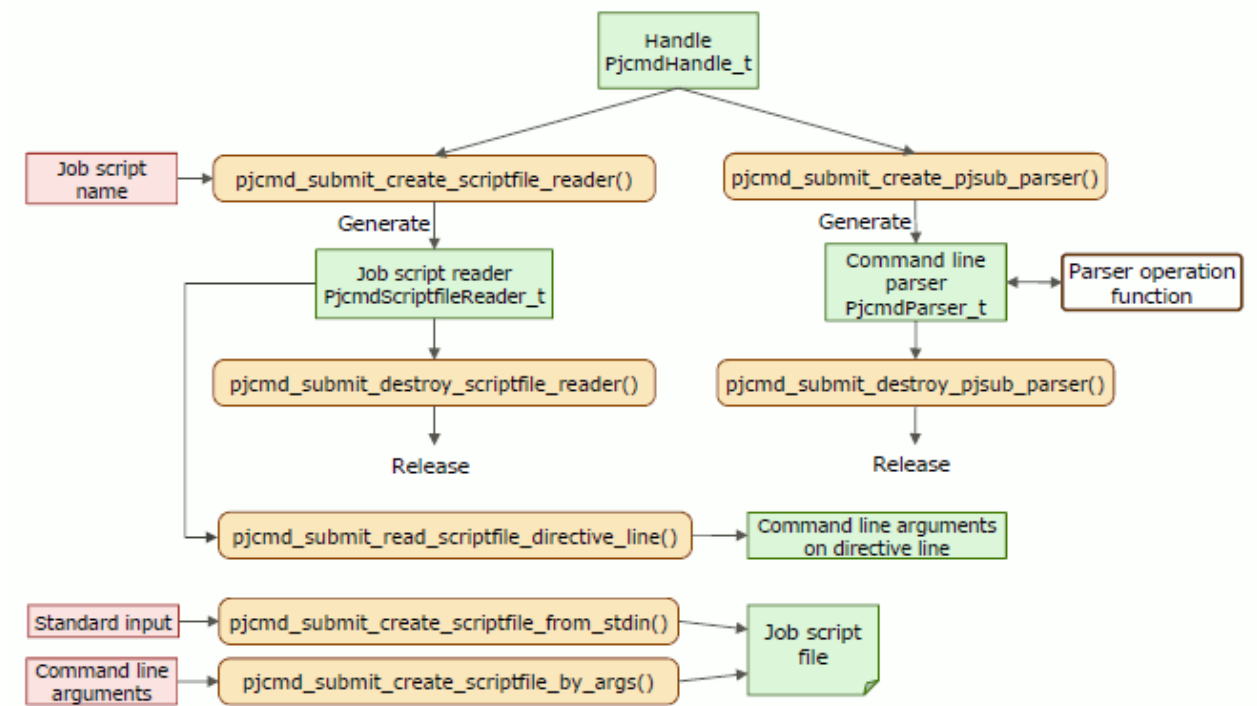 Handle
PjcmdHandle_t
Job script
name
pjcmd_submit_create_scriptfile_reader()
pjcmd_submit_create_pjsub_parser()
Generate
Generate
Job script reader
PjcmdScriptfileReader_t
Command line
parser
PjcmdParser_t
Parser operation
function
pjcmd_submit_destroy_scriptfile_reader()
pjcmd_submit_destroy_pjsub_parser()
Release
Release
pjcmd_submit_read_scriptfile_directive_line()
Command line arguments
on directive line
Standard input
pjcmd_submit_create_scriptfile_from_stdin()
Job script
file
Command line
arguments
pjcmd_submit_create_scriptfile_by_args()